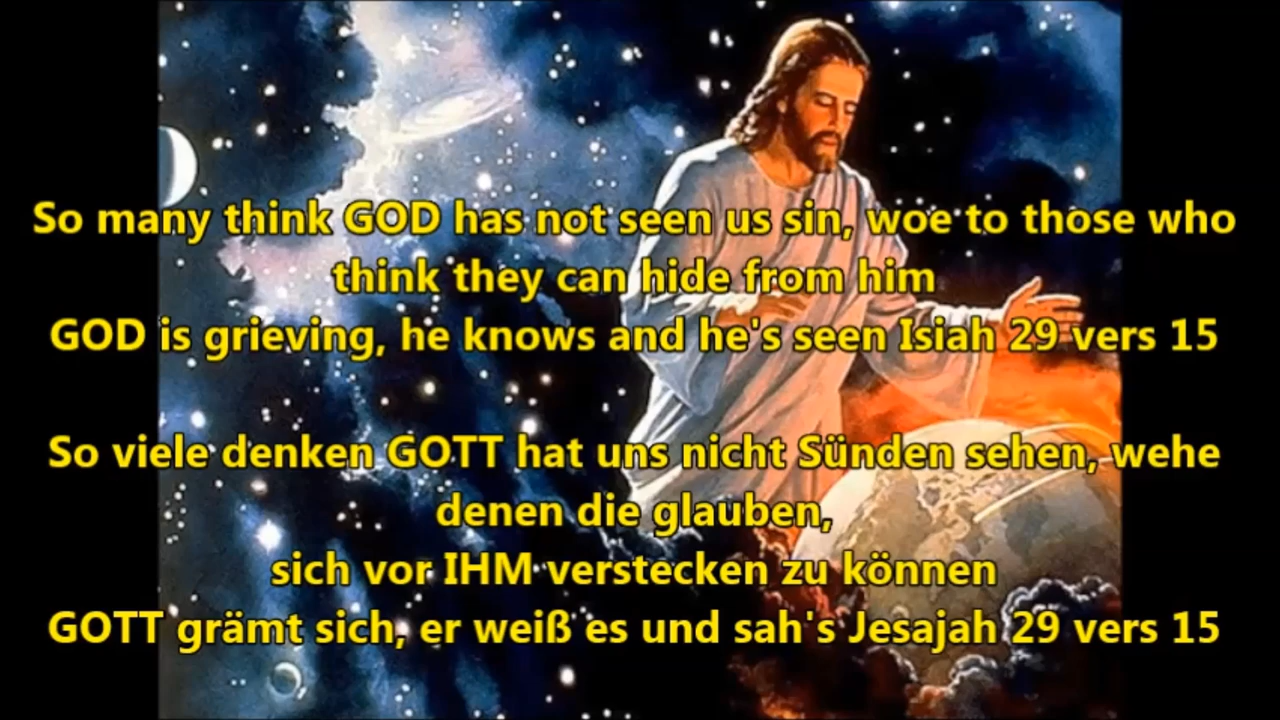 So many think GOD has not seen us sin, woe to those who
think they can hide from him
GOD is grieving, he knows and he's seen Isiah 29 vers 15
So viele denken GOTT hat uns nicht Sünden sehen, wehe
denen die glauben,
sich vor IHM verstecken zu können
GOTT grämt sich, er weiß es und sah's Jesajah 29 vers 15